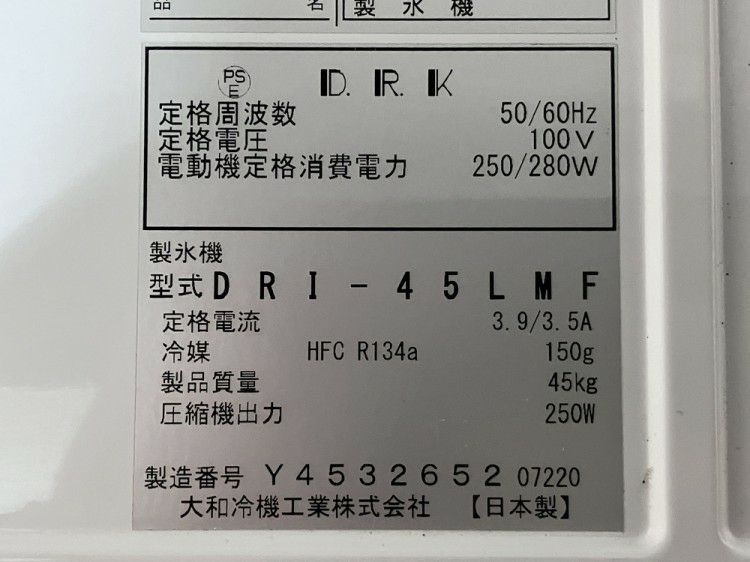 品 名 製 氷 機
PS E D.R.K
定格周波数 50/60Hz
定格電圧 100V
電動機定格消費電力 250/280W
製氷機
型式 DRI-45LMF
定格電流 3.9/3.5A
冷媒 HFC R134a 150g
製品質量 45kg
圧縮機出力 250W
製造番号 Y4532652 07220
大和冷機工業株式会社 【日本製】